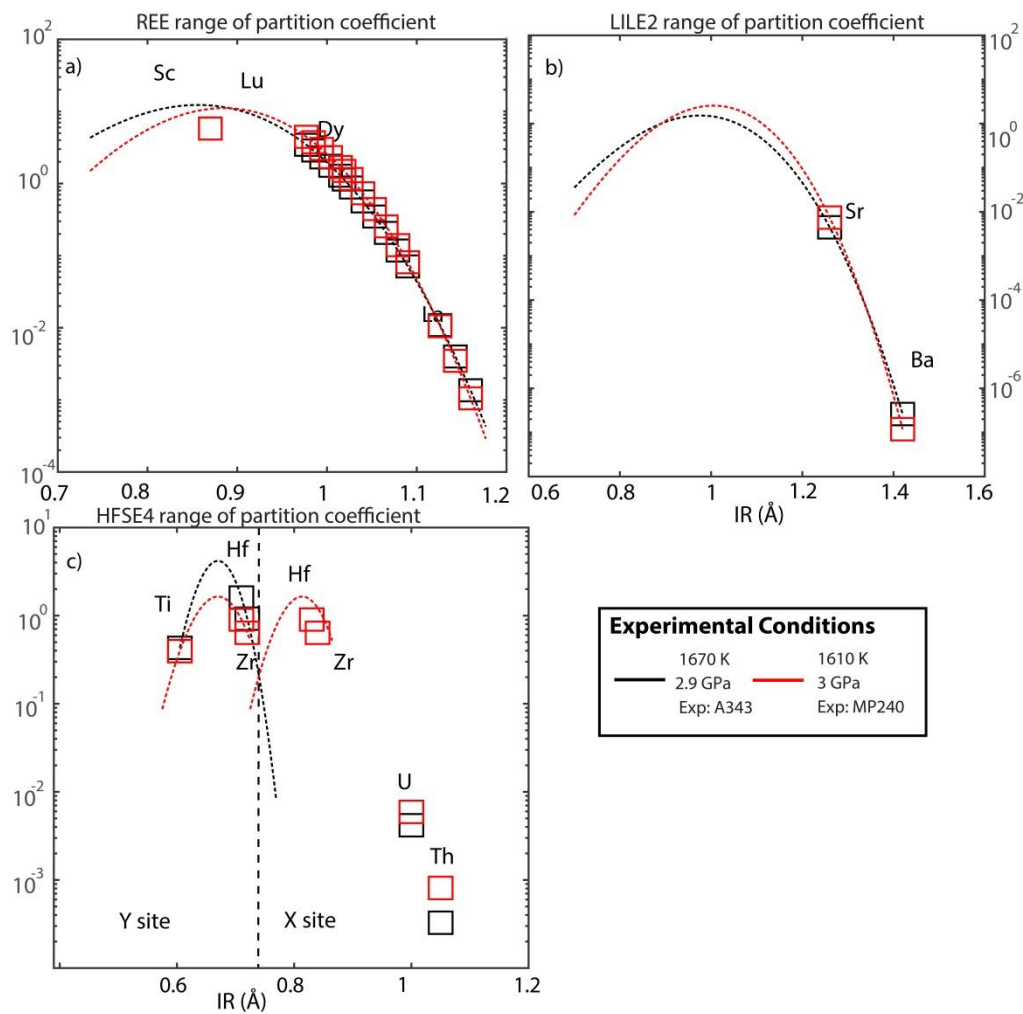 REE range of partition coefficient
LILE2 range of partition coefficient
10^2
a)
Sc
Lu
Dy
10^0
La
10^-2
10^-4
0.7
0.8
0.9
1
1.1
1.2
b)
10^2
10^0
Sr
10^-2
10^-4
Ba
10^-6
0.6
0.8
1
1.2
1.4
1.6
IR (Å)
HFSE4 range of partition coefficient
10^1
c)
Hf
Hf
Ti
10^0
Zr
Zr
10^-1
10^-2
U
Th
10^-3
Y site
X site
0.6
0.8
1
1.2
IR (Å)
Experimental Conditions
1670 K
1610 K
2.9 GPa
3 GPa
Exp: A343
Exp: MP240